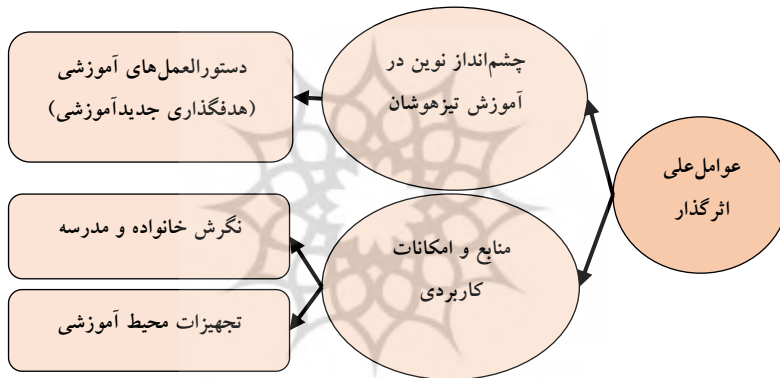 عوامل‌علی
اثرگذار
چشم‌انداز نوین در
آموزش تیزهوشان
دستورالعمل‌های آموزشی
(هدفگذاری جدیدآموزشی)
منابع و امکانات
کاربردی
نگرش خانواده و مدرسه
تجهیزات محیط آموزشی